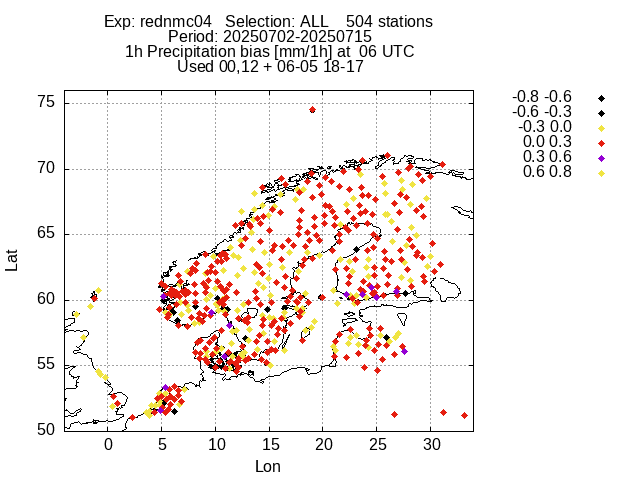 Exp: rednmc04   Selection: ALL    504 stations
Period: 20250702-20250715
1h Precipitation bias [mm/1h] at  06 UTC
Used 00,12 + 06-05 18-17
-0.8 -0.6
-0.6 -0.3
-0.3 0.0
0.0 0.3
0.3 0.6
0.6 0.8
75
70
65
60
55
50
Lat
0 5 10 15 20 25 30
Lon